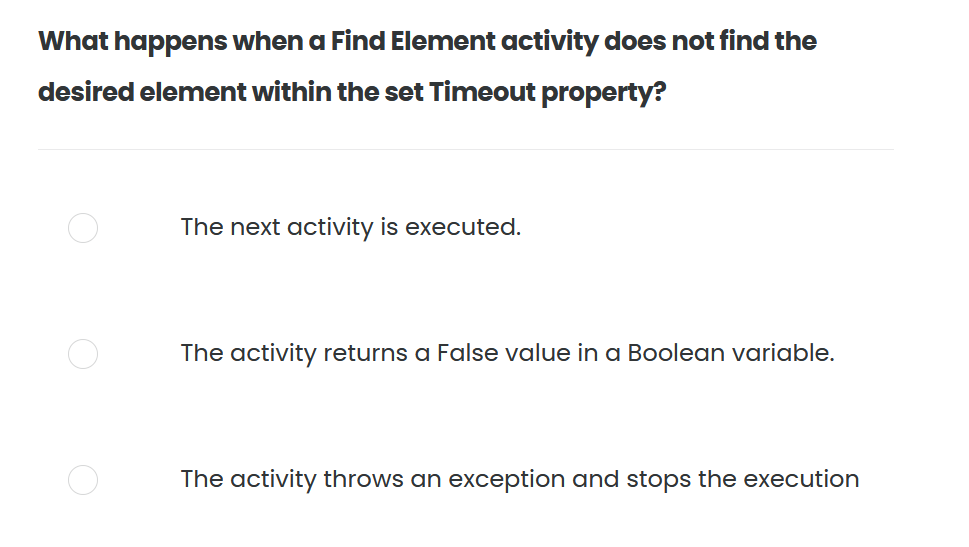 What happens when a Find Element activity does not find the
desired element within the set Timeout property?
The next activity is executed.
The activity returns a False value in a Boolean variable.
The activity throws an exception and stops the execution